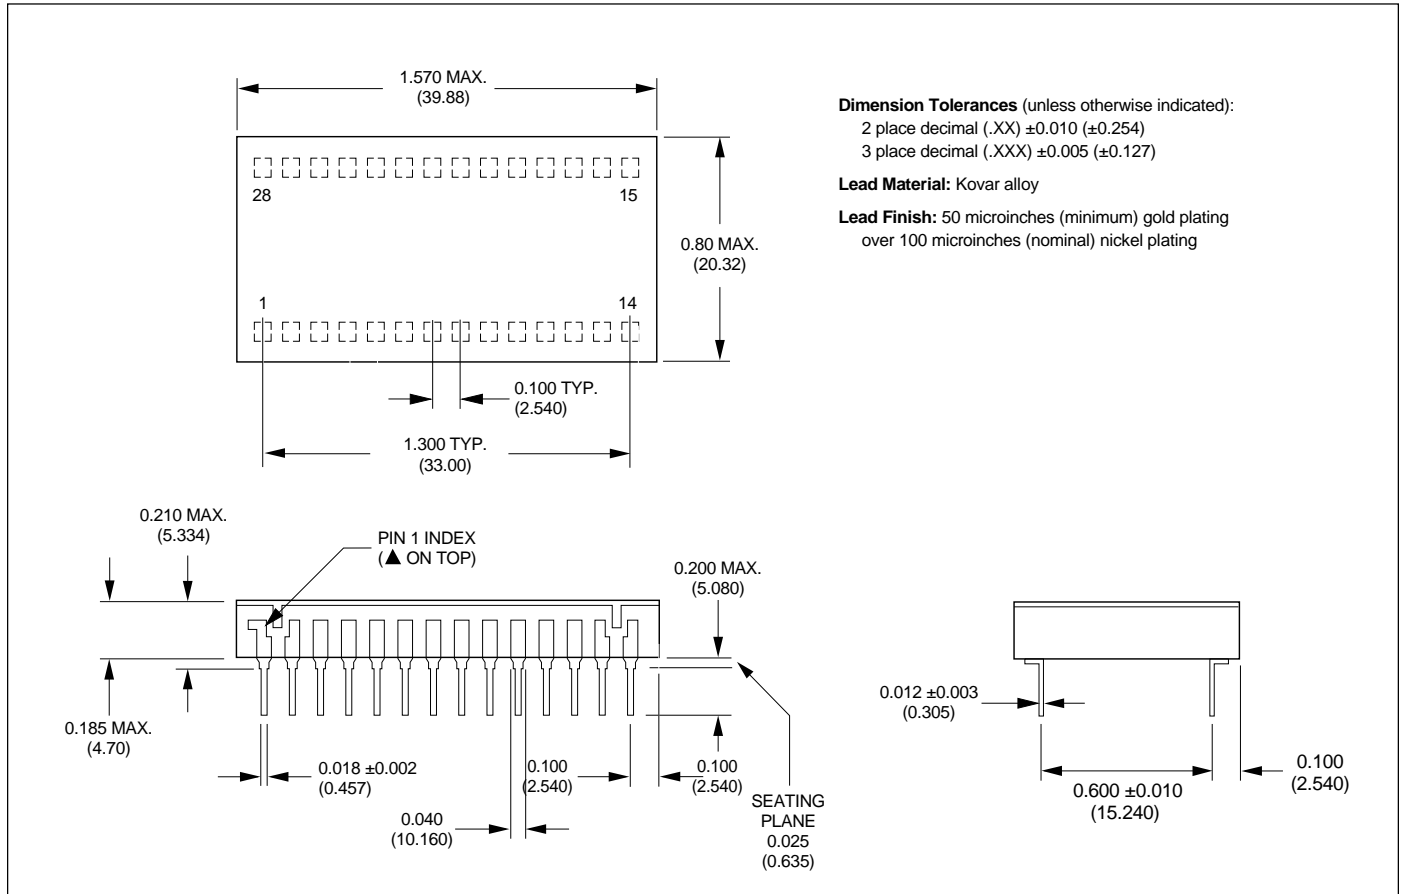 1.570 MAX.
(39.88)
28
15
1
14
0.80 MAX.
(20.32)
0.100 TYP.
(2.540)
1.300 TYP.
(33.00)
Dimension Tolerances (unless otherwise indicated):
2 place decimal (.XX) ±0.010 (±0.254)
3 place decimal (.XXX) ±0.005 (±0.127)
Lead Material: Kovar alloy
Lead Finish: 50 microinches (minimum) gold plating
over 100 microinches (nominal) nickel plating
0.210 MAX.
(5.334)
PIN 1 INDEX
(▲ ON TOP)
0.200 MAX.
(5.080)
0.185 MAX.
(4.70)
0.018 ±0.002
(0.457)
0.040
(10.160)
0.100
(2.540)
0.100
(2.540)
SEATING
PLANE
0.025
(0.635)
0.012 ±0.003
(0.305)
0.600 ±0.010
(15.240)
0.100
(2.540)